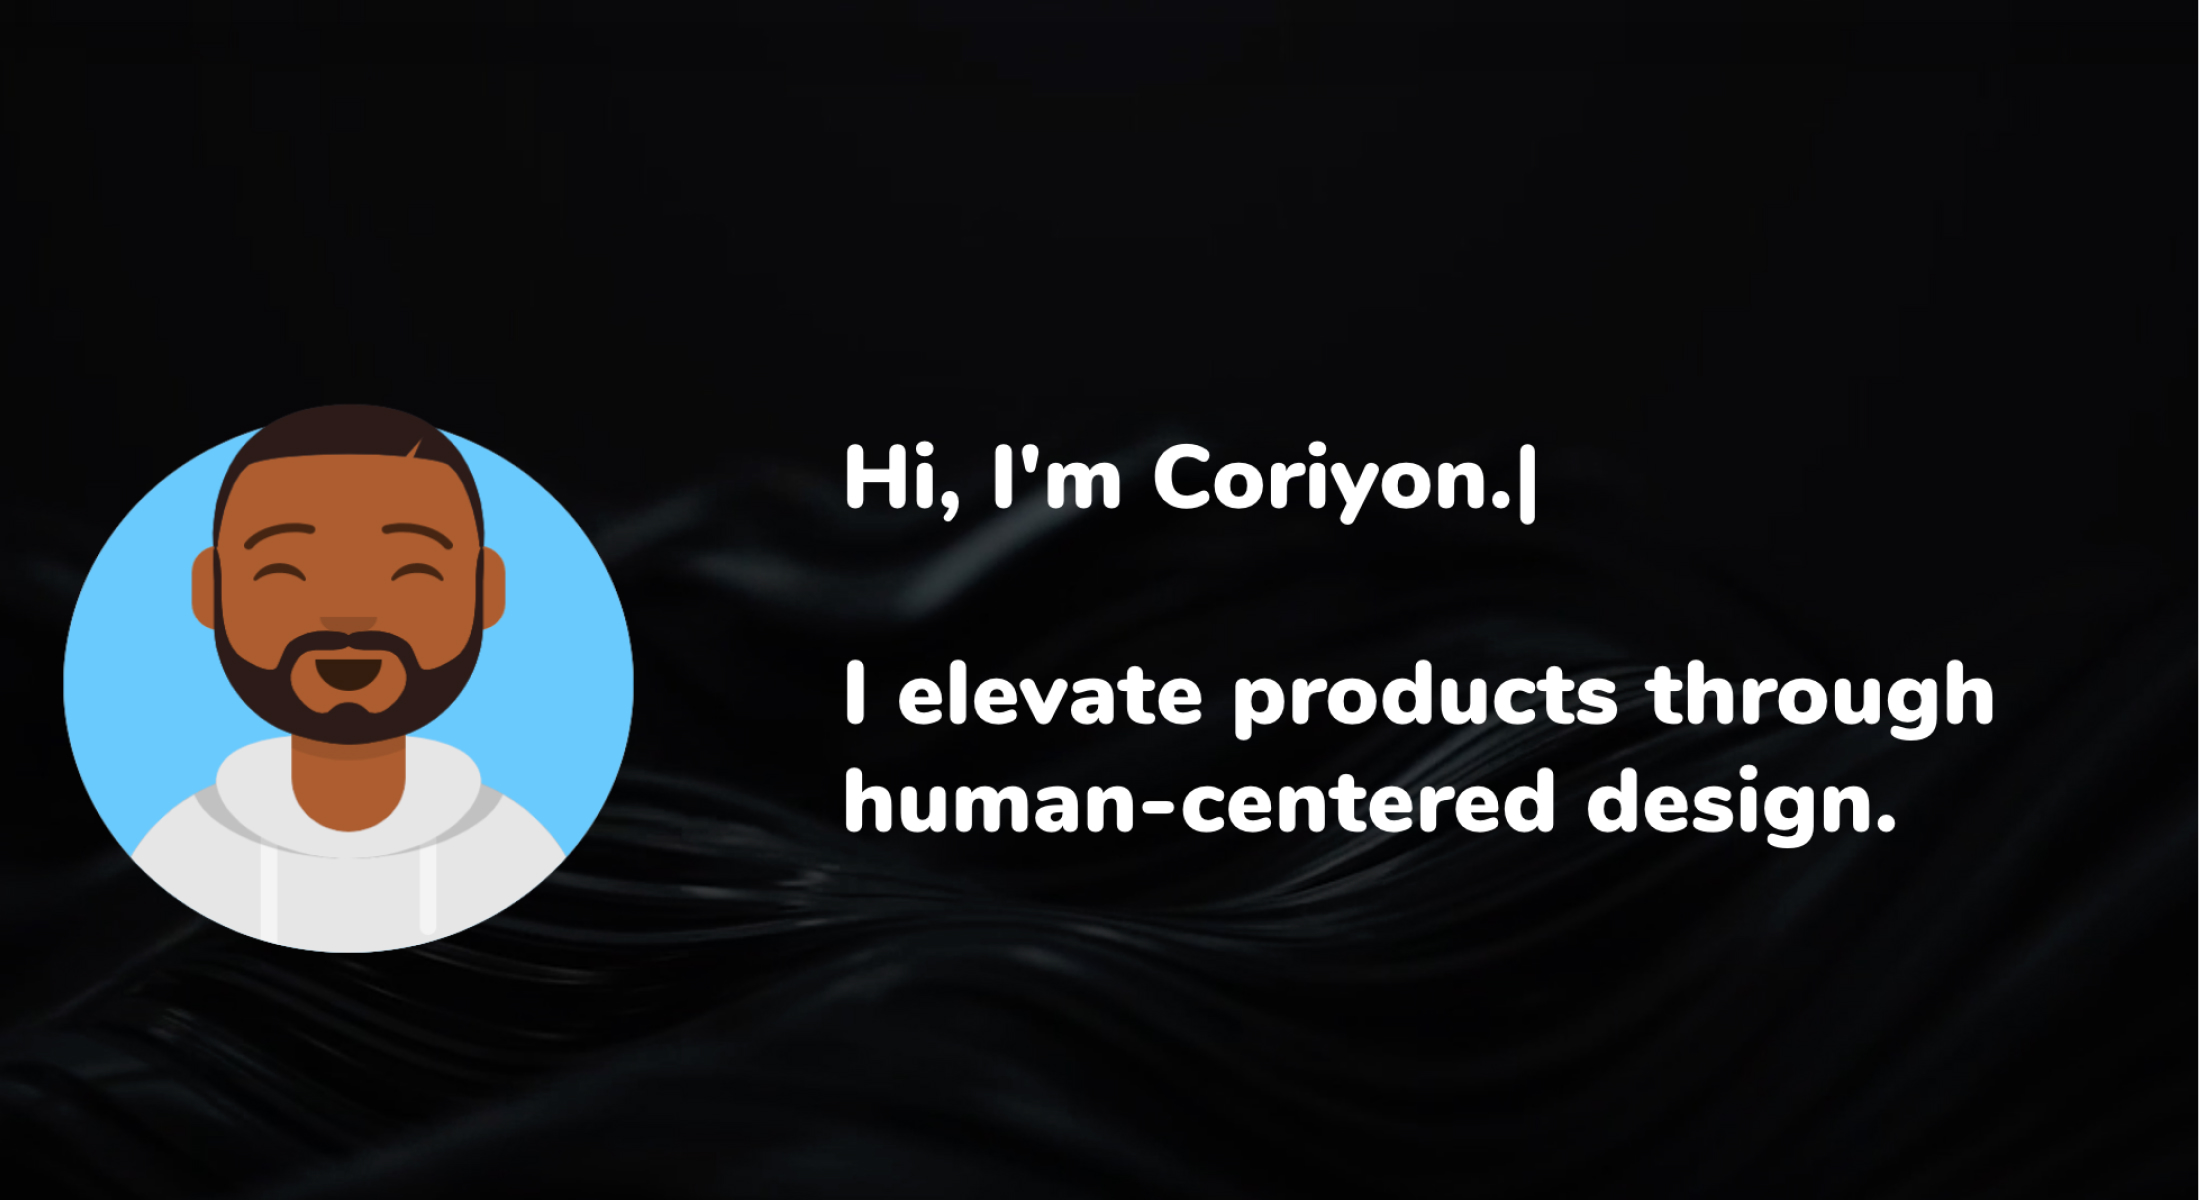 Hi, I'm Coriyon.|
I elevate products through
human-centered design.